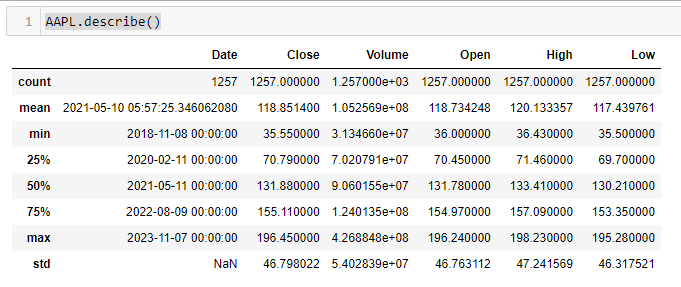 1 AAPL.describe()
Date Close Volume Open High Low
count 1257 1257.000000 1.257000e+03 1257.000000 1257.000000 1257.000000
mean 2021-05-10 05:57:25.346062080 118.851400 1.052569e+08 118.734248 120.133357 117.439761
min 2018-11-08 00:00:00 35.550000 3.134660e+07 36.000000 36.430000 35.500000
25% 2020-02-11 00:00:00 70.790000 7.020791e+07 70.450000 71.460000 69.700000
50% 2021-05-11 00:00:00 131.880000 9.060155e+07 131.780000 133.410000 130.210000
75% 2022-08-09 00:00:00 155.110000 1.240135e+08 154.970000 157.090000 153.350000
max 2023-11-07 00:00:00 196.450000 4.268848e+08 196.240000 198.230000 195.280000
std NaN 46.798022 5.402839e+07 46.763112 47.241569 46.317521